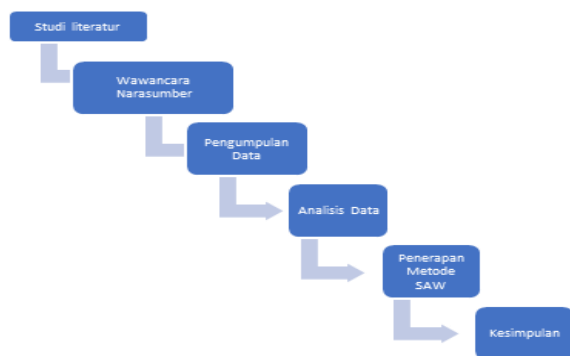 Studi literatur
Wawancara
Narasumber
Pengumpulan
Data
Analisis Data
Penerapan
Metode
SAW
Kesimpulan